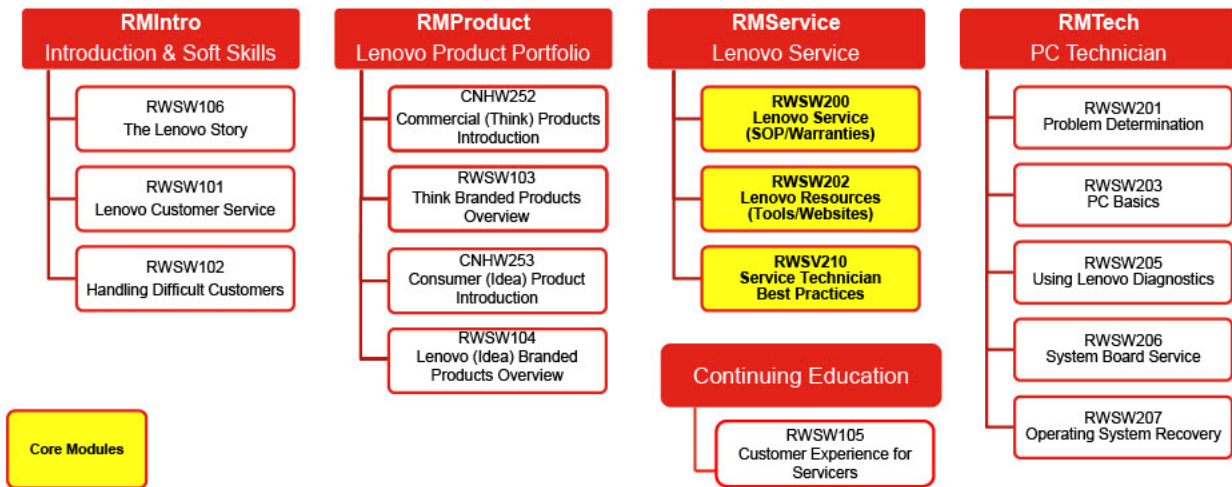 RMIntro
Introduction & Soft Skills
RWSW106
The Lenovo Story
RWSW101
Lenovo Customer Service
RWSW102
Handling Difficult Customers
RMProduct
Lenovo Product Portfolio
CNHW252
Commercial (Think) Products
Introduction
RWSW103
Think Branded Products
Overview
CNHW253
Consumer (Idea) Product
Introduction
RWSW104
Lenovo (Idea) Branded
Products Overview
RMService
Lenovo Service
RWSW200
Lenovo Service
(SOP/Warranties)
RWSW202
Lenovo Resources
(Tools/Websites)
RWSV210
Service Technician
Best Practices
Continuing Education
RWSW105
Customer Experience for
Servicers
RMTech
PC Technician
RWSW201
Problem Determination
RWSW203
PC Basics
RWSW205
Using Lenovo Diagnostics
RWSW206
System Board Service
RWSW207
Operating System Recovery
Core Modules